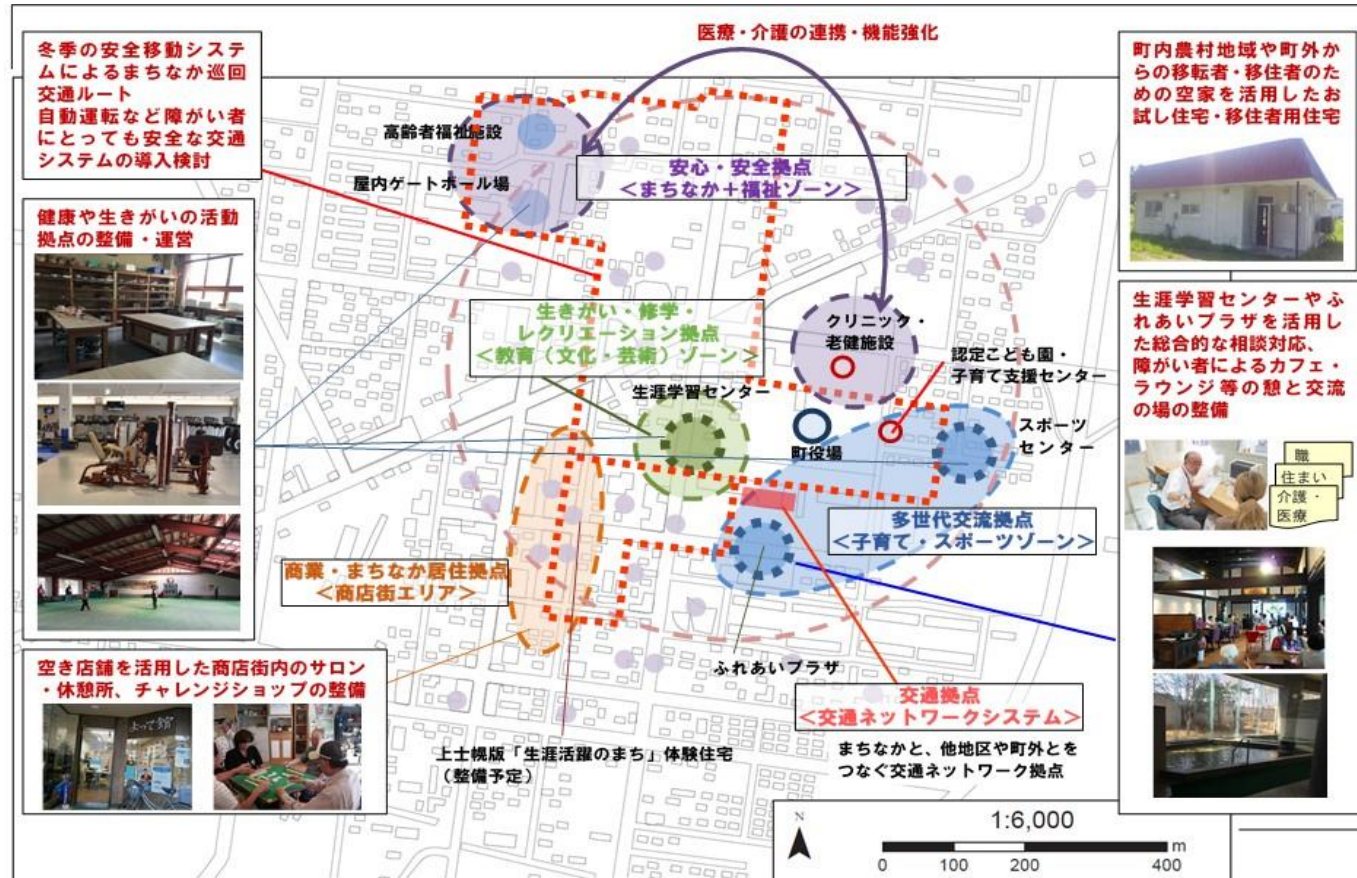 医療・介護の連携・機能強化
冬季の安全移動システ
ムによるまちなか巡回
交通ルート
自動運転など障がい者
にとっても安全な交通
システムの導入検討
健康や生きがいの活動
拠点の整備・運営
空き店舗を活用した商店街内のサロン
・休憩所、チャレンジショップの整備
高齢者福祉施設
屋内ゲートボール場
安心・安全拠点
<まちなか+福祉ゾーン>
生きがい・修学・
レクリエーション拠点
<教育(文化・芸術)ゾーン>
生涯学習センター
クリニック・
老健施設
認定こども園・
子育て支援センター
町役場
スポーツ
センター
多世代交流拠点
<子育て・スポーツゾーン>
商業・まちなか居住拠点
<商店街エリア>
ふれあいプラザ
交通拠点
<交通ネットワークシステム>
まちなかと、他地区や町外とを
つなぐ交通ネットワーク拠点
上士幌版「生涯活躍のまち」体験住宅
(整備予定)
町内農村地域や町外か
らの移転者・移住者のた
めの空家を活用したお
試し住宅・移住者用住宅
生涯学習センターやふ
れあいプラザを活用し
た総合的な相談対応、
障がい者によるカフェ・
ラウンジ等の憩と交流
の場の整備
職
住まい
介護・
医療
N
1:6,000
0 100 200 400 m